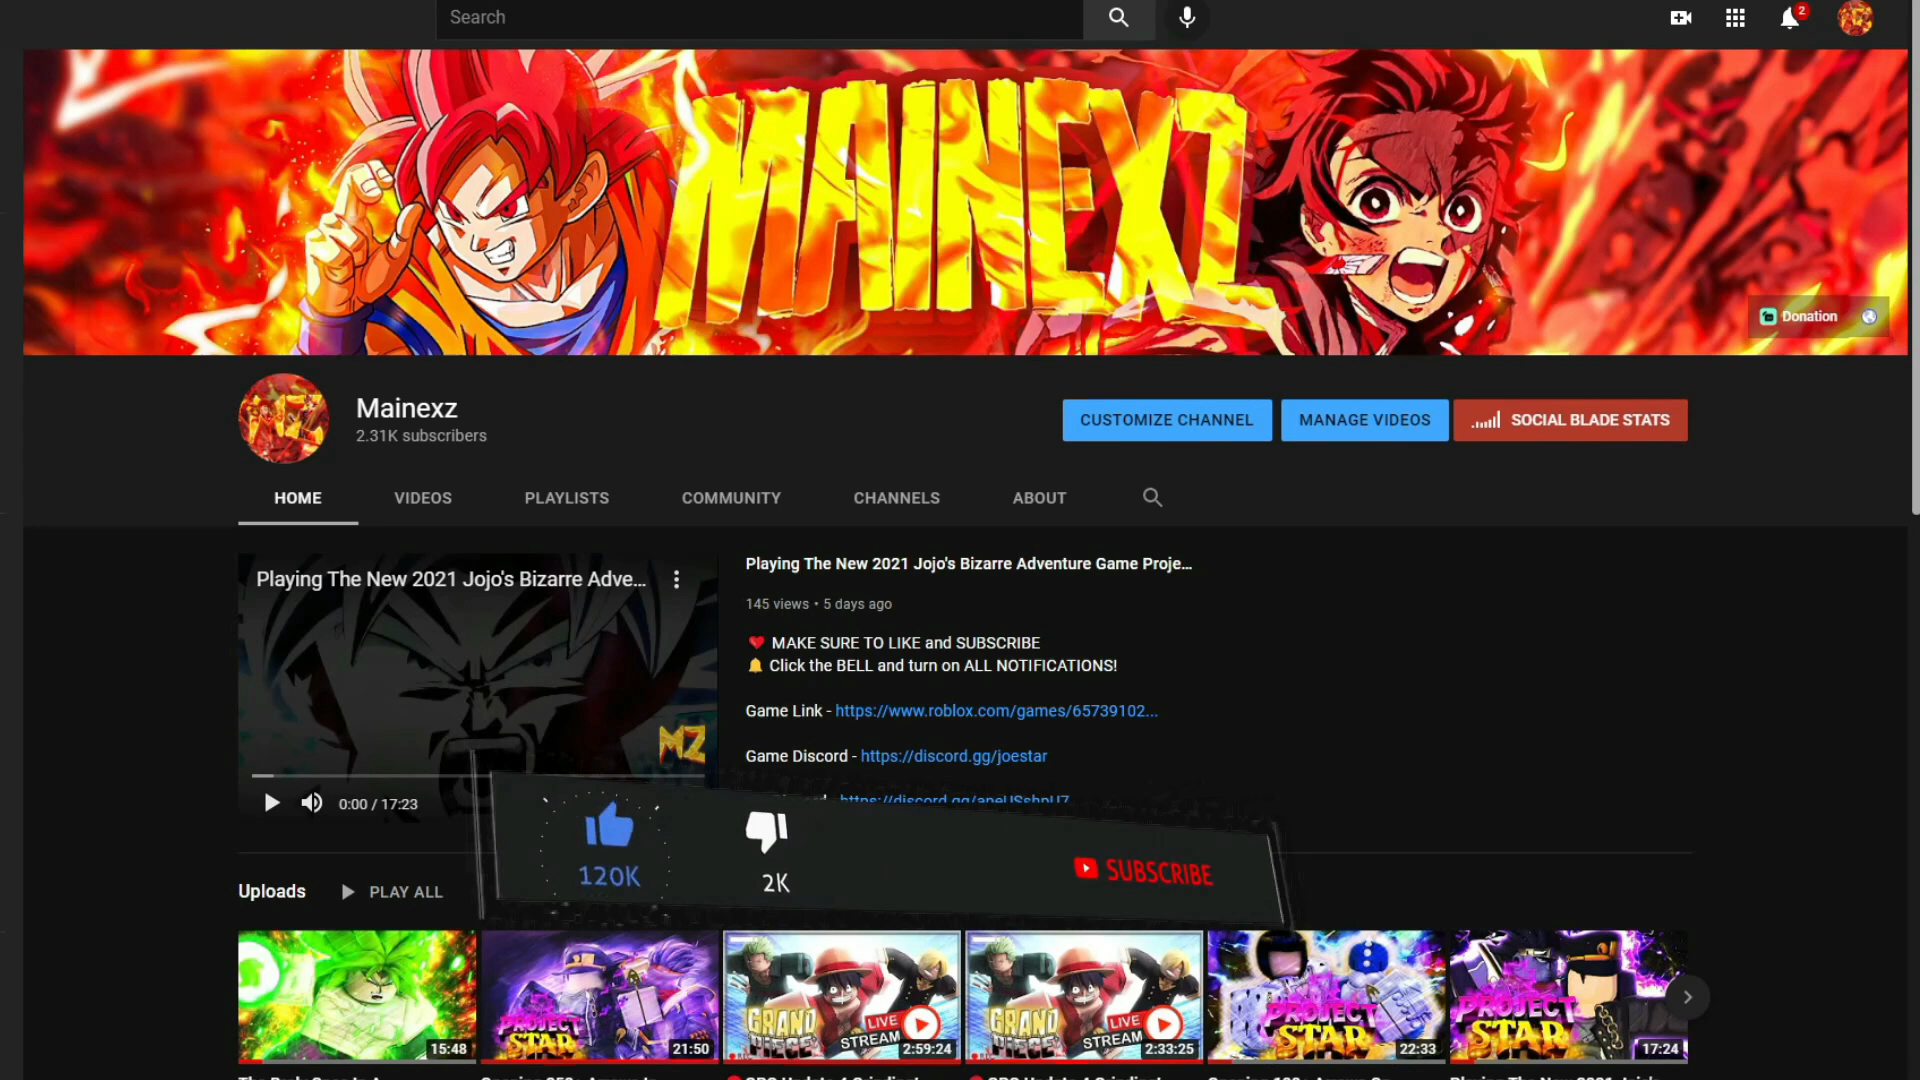 Search
2
MAINEXZ
Donation
Mainexz
2.31K subscribers
CUSTOMIZE CHANNEL
MANAGE VIDEOS
SOCIAL BLADE STATS
HOME
VIDEOS
PLAYLISTS
COMMUNITY
CHANNELS
ABOUT
Playing The New 2021 Jojo's Bizarre Adve...
MZ
0:00 / 17:23
Playing The New 2021 Jojo's Bizarre Adventure Game Proje...
145 views • 5 days ago
❤ MAKE SURE TO LIKE and SUBSCRIBE
🔔 Click the BELL and turn on ALL NOTIFICATIONS!
Game Link - https://www.roblox.com/games/65739102...
Game Discord - https://discord.gg/joestar
120K
2K
SUBSCRIBE
Uploads
PLAY ALL
15:48
PROJECT STAR
21:50
GRAND PIECE
LIVE STREAM
2:59:24
GRAND PIECE
LIVE STREAM
2:33:25
PROJECT STAR
22:33
PROJECT STAR
17:24